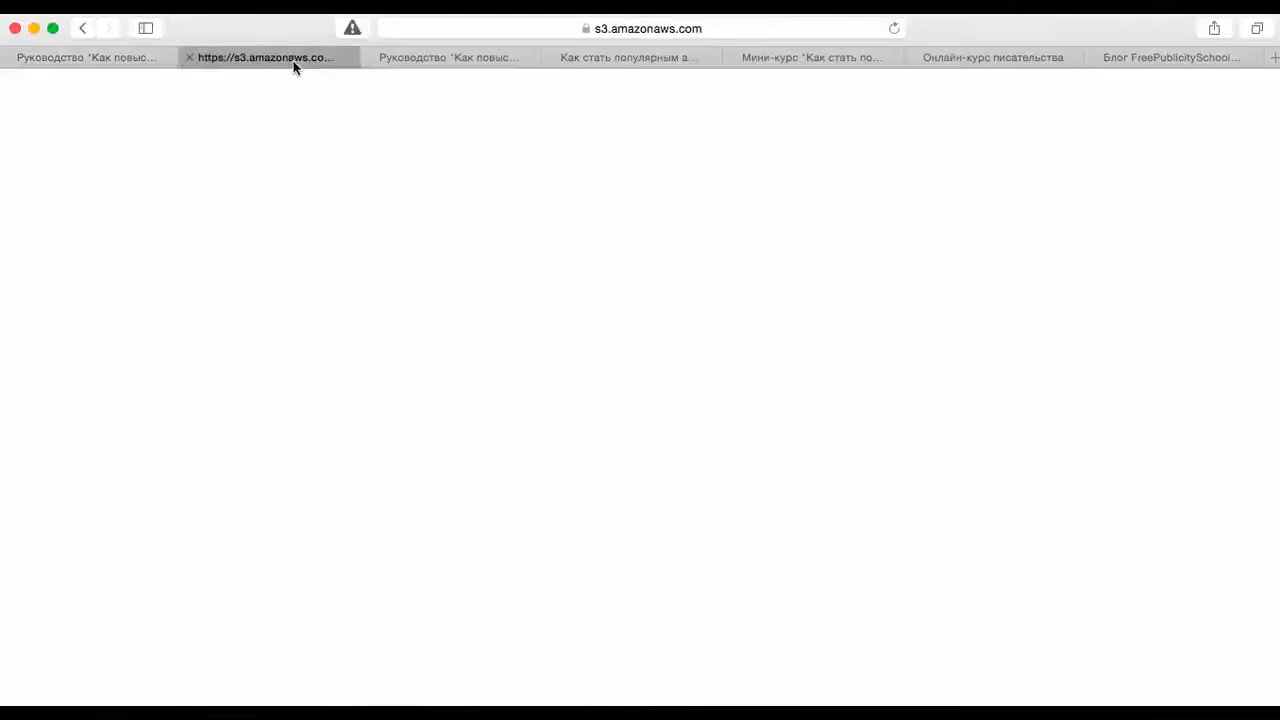 s3.amazonaws.com
Руководство "Как повыс...
https://s3.amazonaws.co...
Руководство "Как повыс...
Как стать популярным а...
Мини-курс "Как стать по...
Онлайн-курс писательства
Блог FreePublicitySchool...